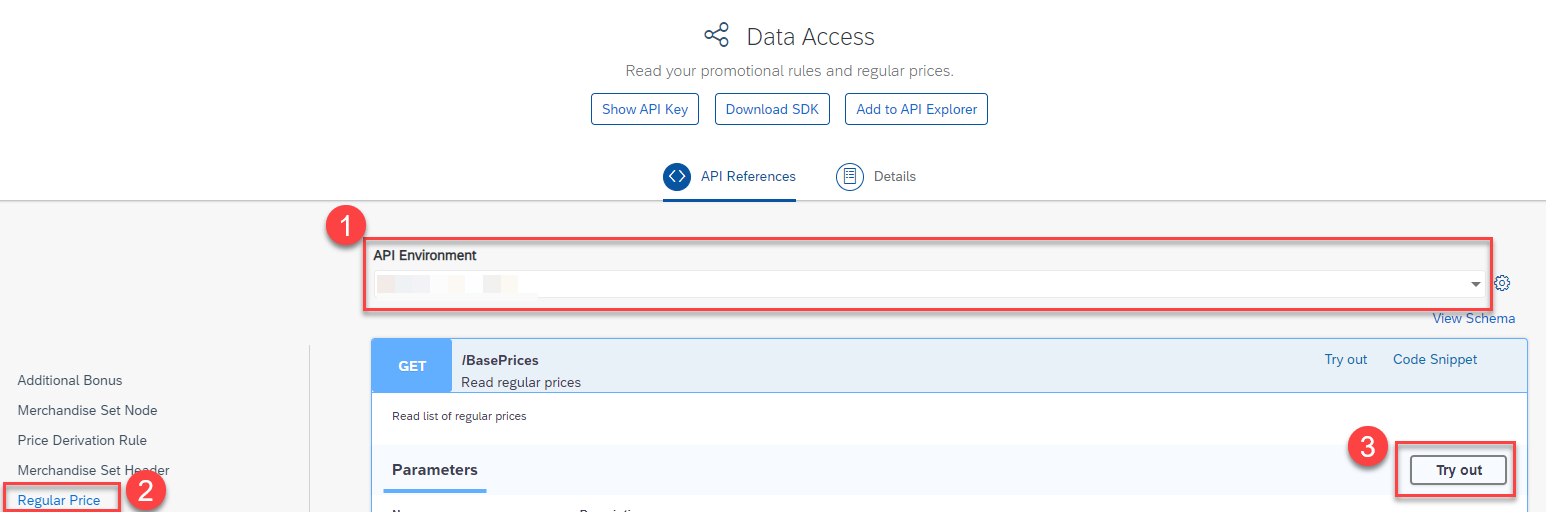 Data Access
Read your promotional rules and regular prices.
Show API Key Download SDK Add to API Explorer
API References Details
1
API Environment
View Schema
GET /BasePrices Try out Code Snippet
Read regular prices
Read list of regular prices
Additional Bonus
Merchandise Set Node
Price Derivation Rule
Merchandise Set Header
Regular Price
2
Parameters
3
Try out